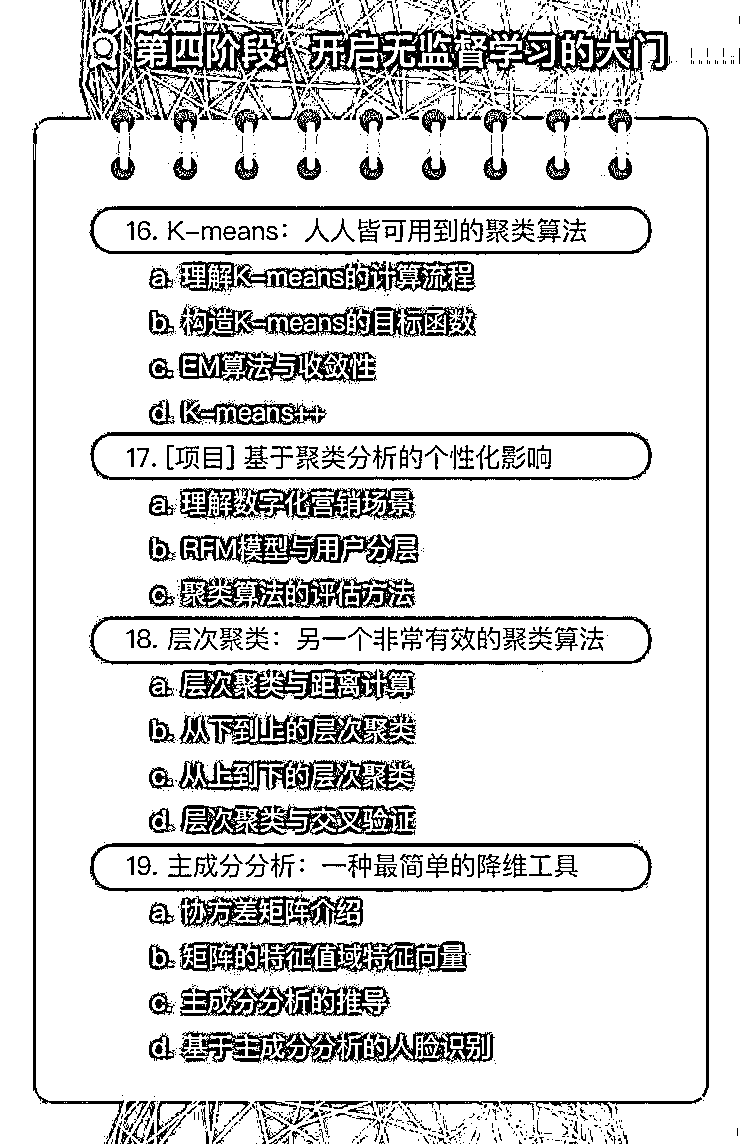 第四阶段：开启无监督学习的大门
16. K-means：人人皆可用到的聚类算法
a. 理解K-means的计算流程
b. 构造K-means的目标函数
c. EM算法与收敛性
d. K-means++
17. [项目] 基于聚类分析的个性化影响
a. 理解数字化营销场景
b. RFM模型与用户分层
c. 聚类算法的评估方法
18. 层次聚类：另一个非常有效的聚类算法
a. 层次聚类与距离计算
b. 从下到上的层次聚类
c. 从上到下的层次聚类
d. 层次聚类与交叉验证
19. 主成分分析：一种最简单的降维工具
a. 协方差矩阵介绍
b. 矩阵的特征值域特征向量
c. 主成分分析的推导
d. 基于主成分分析的人脸识别